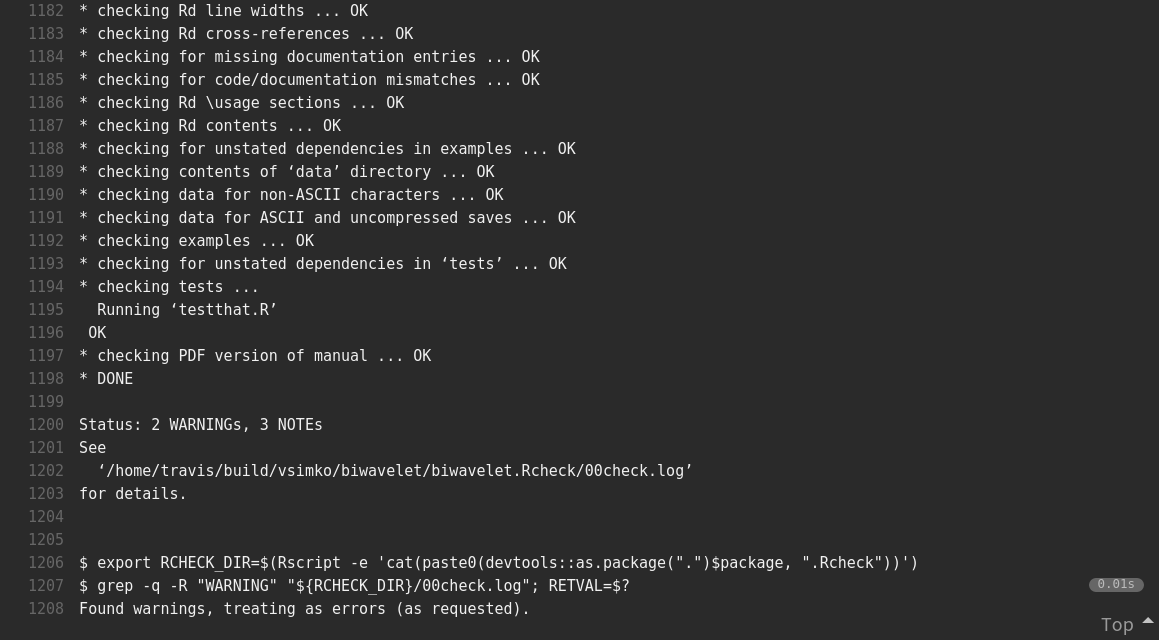 1182 * checking Rd line widths ... OK
1183 * checking Rd cross-references ... OK
1184 * checking for missing documentation entries ... OK
1185 * checking for code/documentation mismatches ... OK
1186 * checking Rd \usage sections ... OK
1187 * checking Rd contents ... OK
1188 * checking for unstated dependencies in examples ... OK
1189 * checking contents of ‘data’ directory ... OK
1190 * checking data for non-ASCII characters ... OK
1191 * checking data for ASCII and uncompressed saves ... OK
1192 * checking examples ... OK
1193 * checking for unstated dependencies in ‘tests’ ... OK
1194 * checking tests ...
1195   Running ‘testthat.R’
1196  OK
1197 * checking PDF version of manual ... OK
1198 * DONE
1199
1200 Status: 2 WARNINGs, 3 NOTEs
1201 See
1202   ‘/home/travis/build/vsimko/biwavelet/biwavelet.Rcheck/00check.log’
1203 for details.
1204
1205
1206 $ export RCHECK_DIR=$(Rscript -e 'cat(paste0(devtools::as.package(".")$package, ".Rcheck"))')
1207 $ grep -q -R "WARNING" "${RCHECK_DIR}/00check.log"; RETVAL=$? 0.01s
1208 Found warnings, treating as errors (as requested).
Top